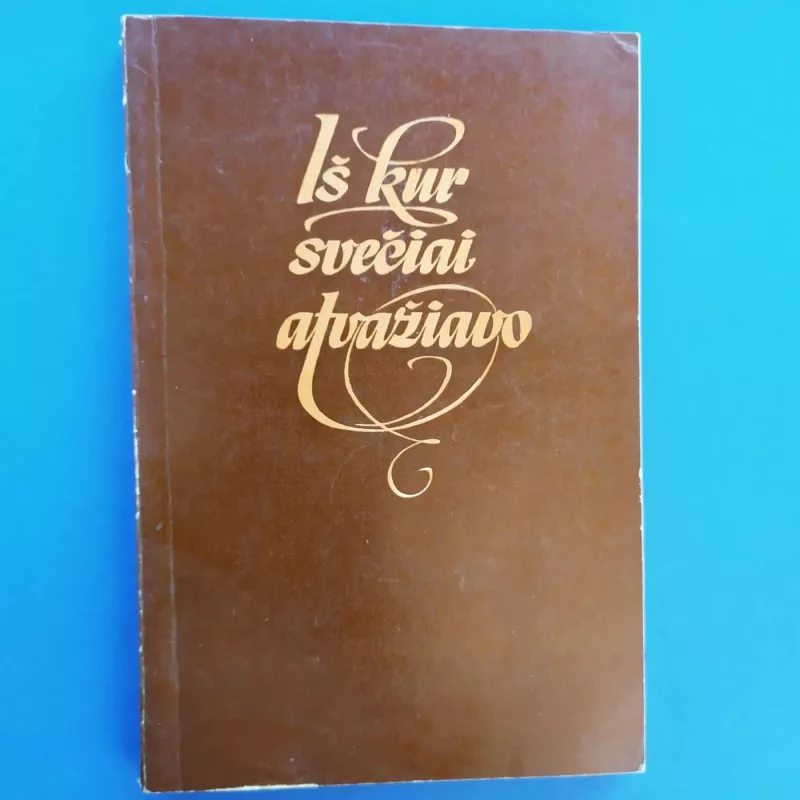 Iš kur
svečiai
atvažiavo